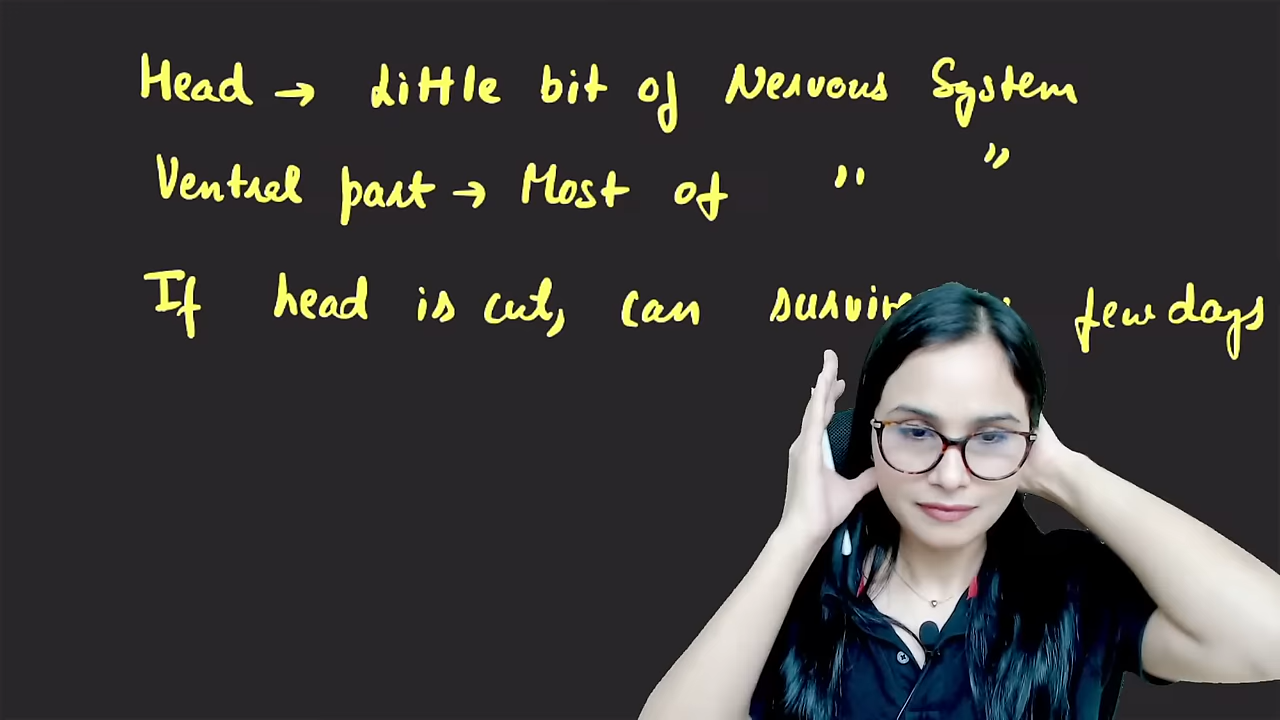 Head → Little bit of Nervous System
Ventral part → Most of " "
If head is cut, can few days